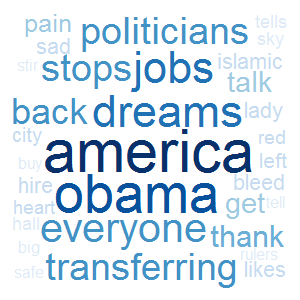 pain politicians tells
sad sky
stir stops jobs islamic
talk
back dreams lady
city red
america
buy left
hire obama bleed
heart get tell
hall everyone thank
big rulers
safe transferring likes